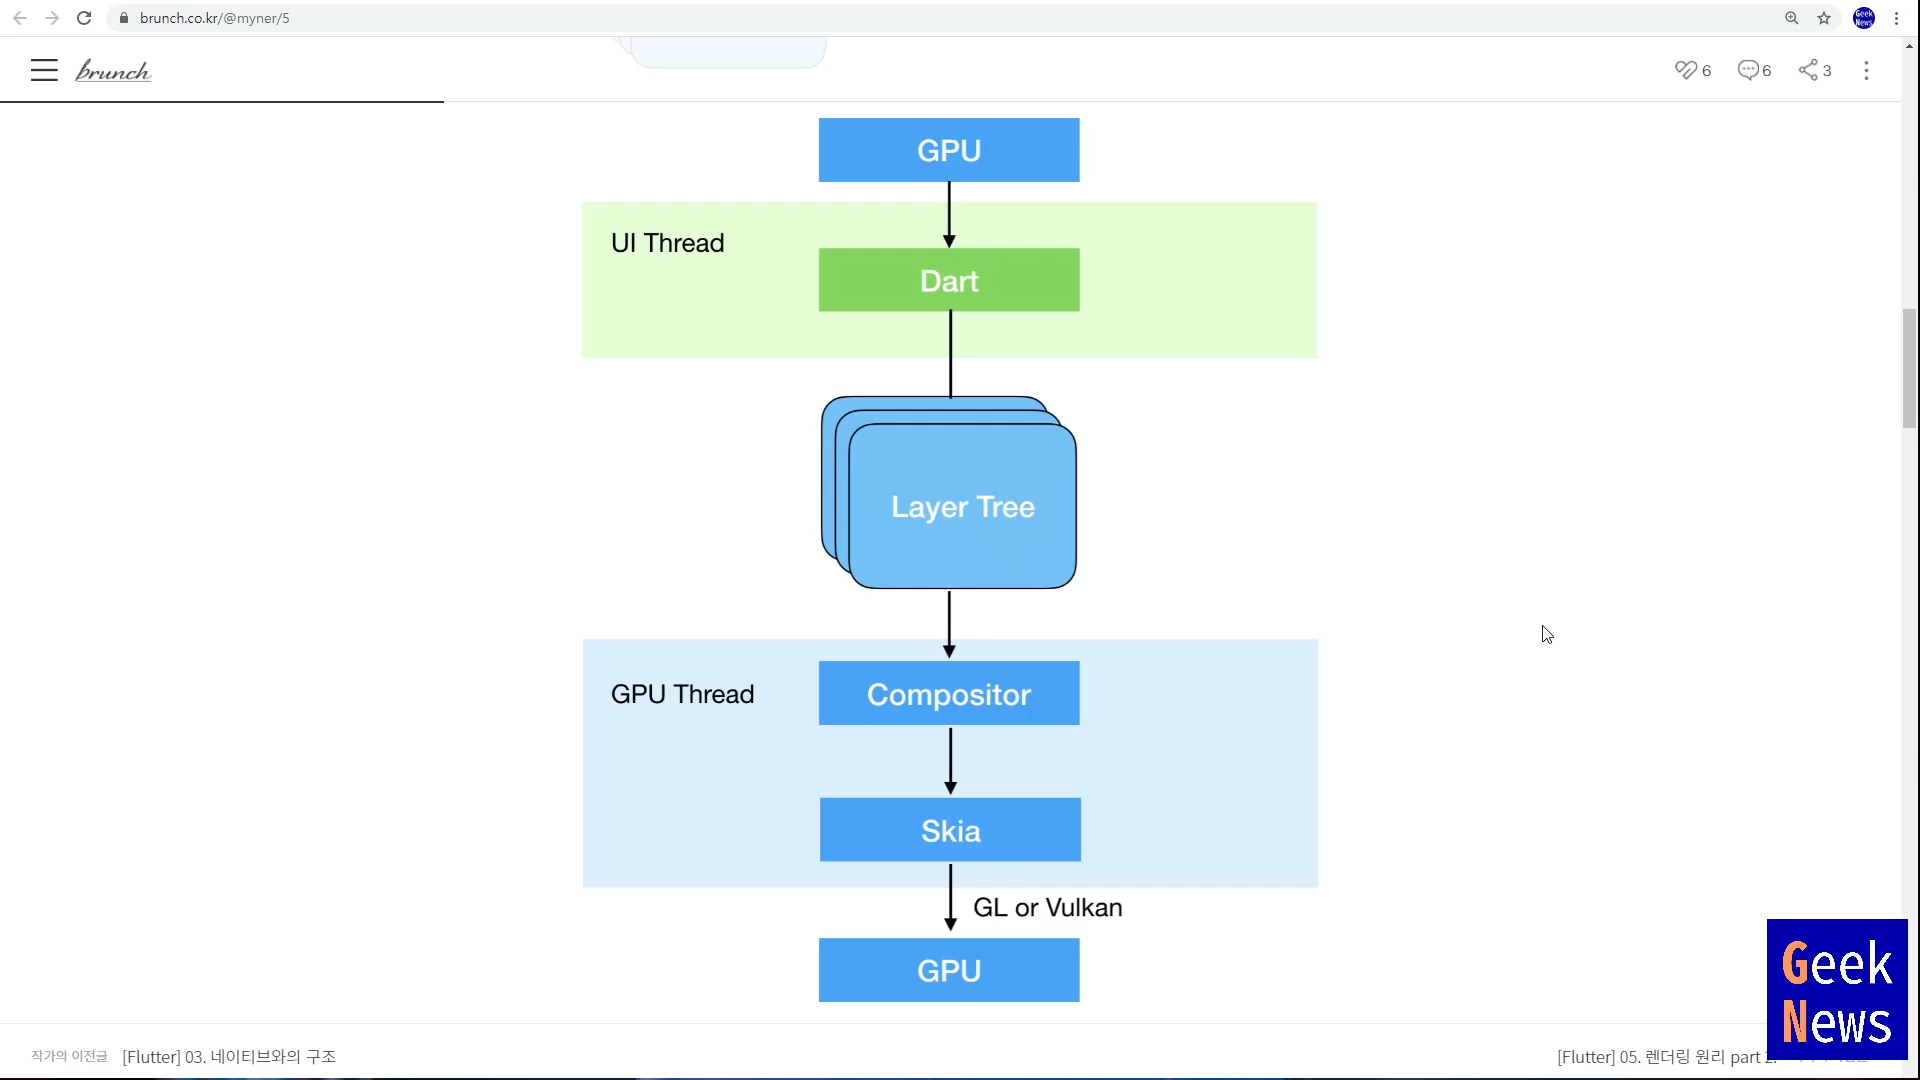 brunch.co.kr/@myner/5
Geek
News
brunch
6
6
3
GPU
UI Thread
Dart
Layer Tree
GPU Thread
Compositor
Skia
GL or Vulkan
GPU
Geek
News
작가의 이전글 [Flutter] 03. 네이티브와의 구조
[Flutter] 05. 렌더링 원리 part